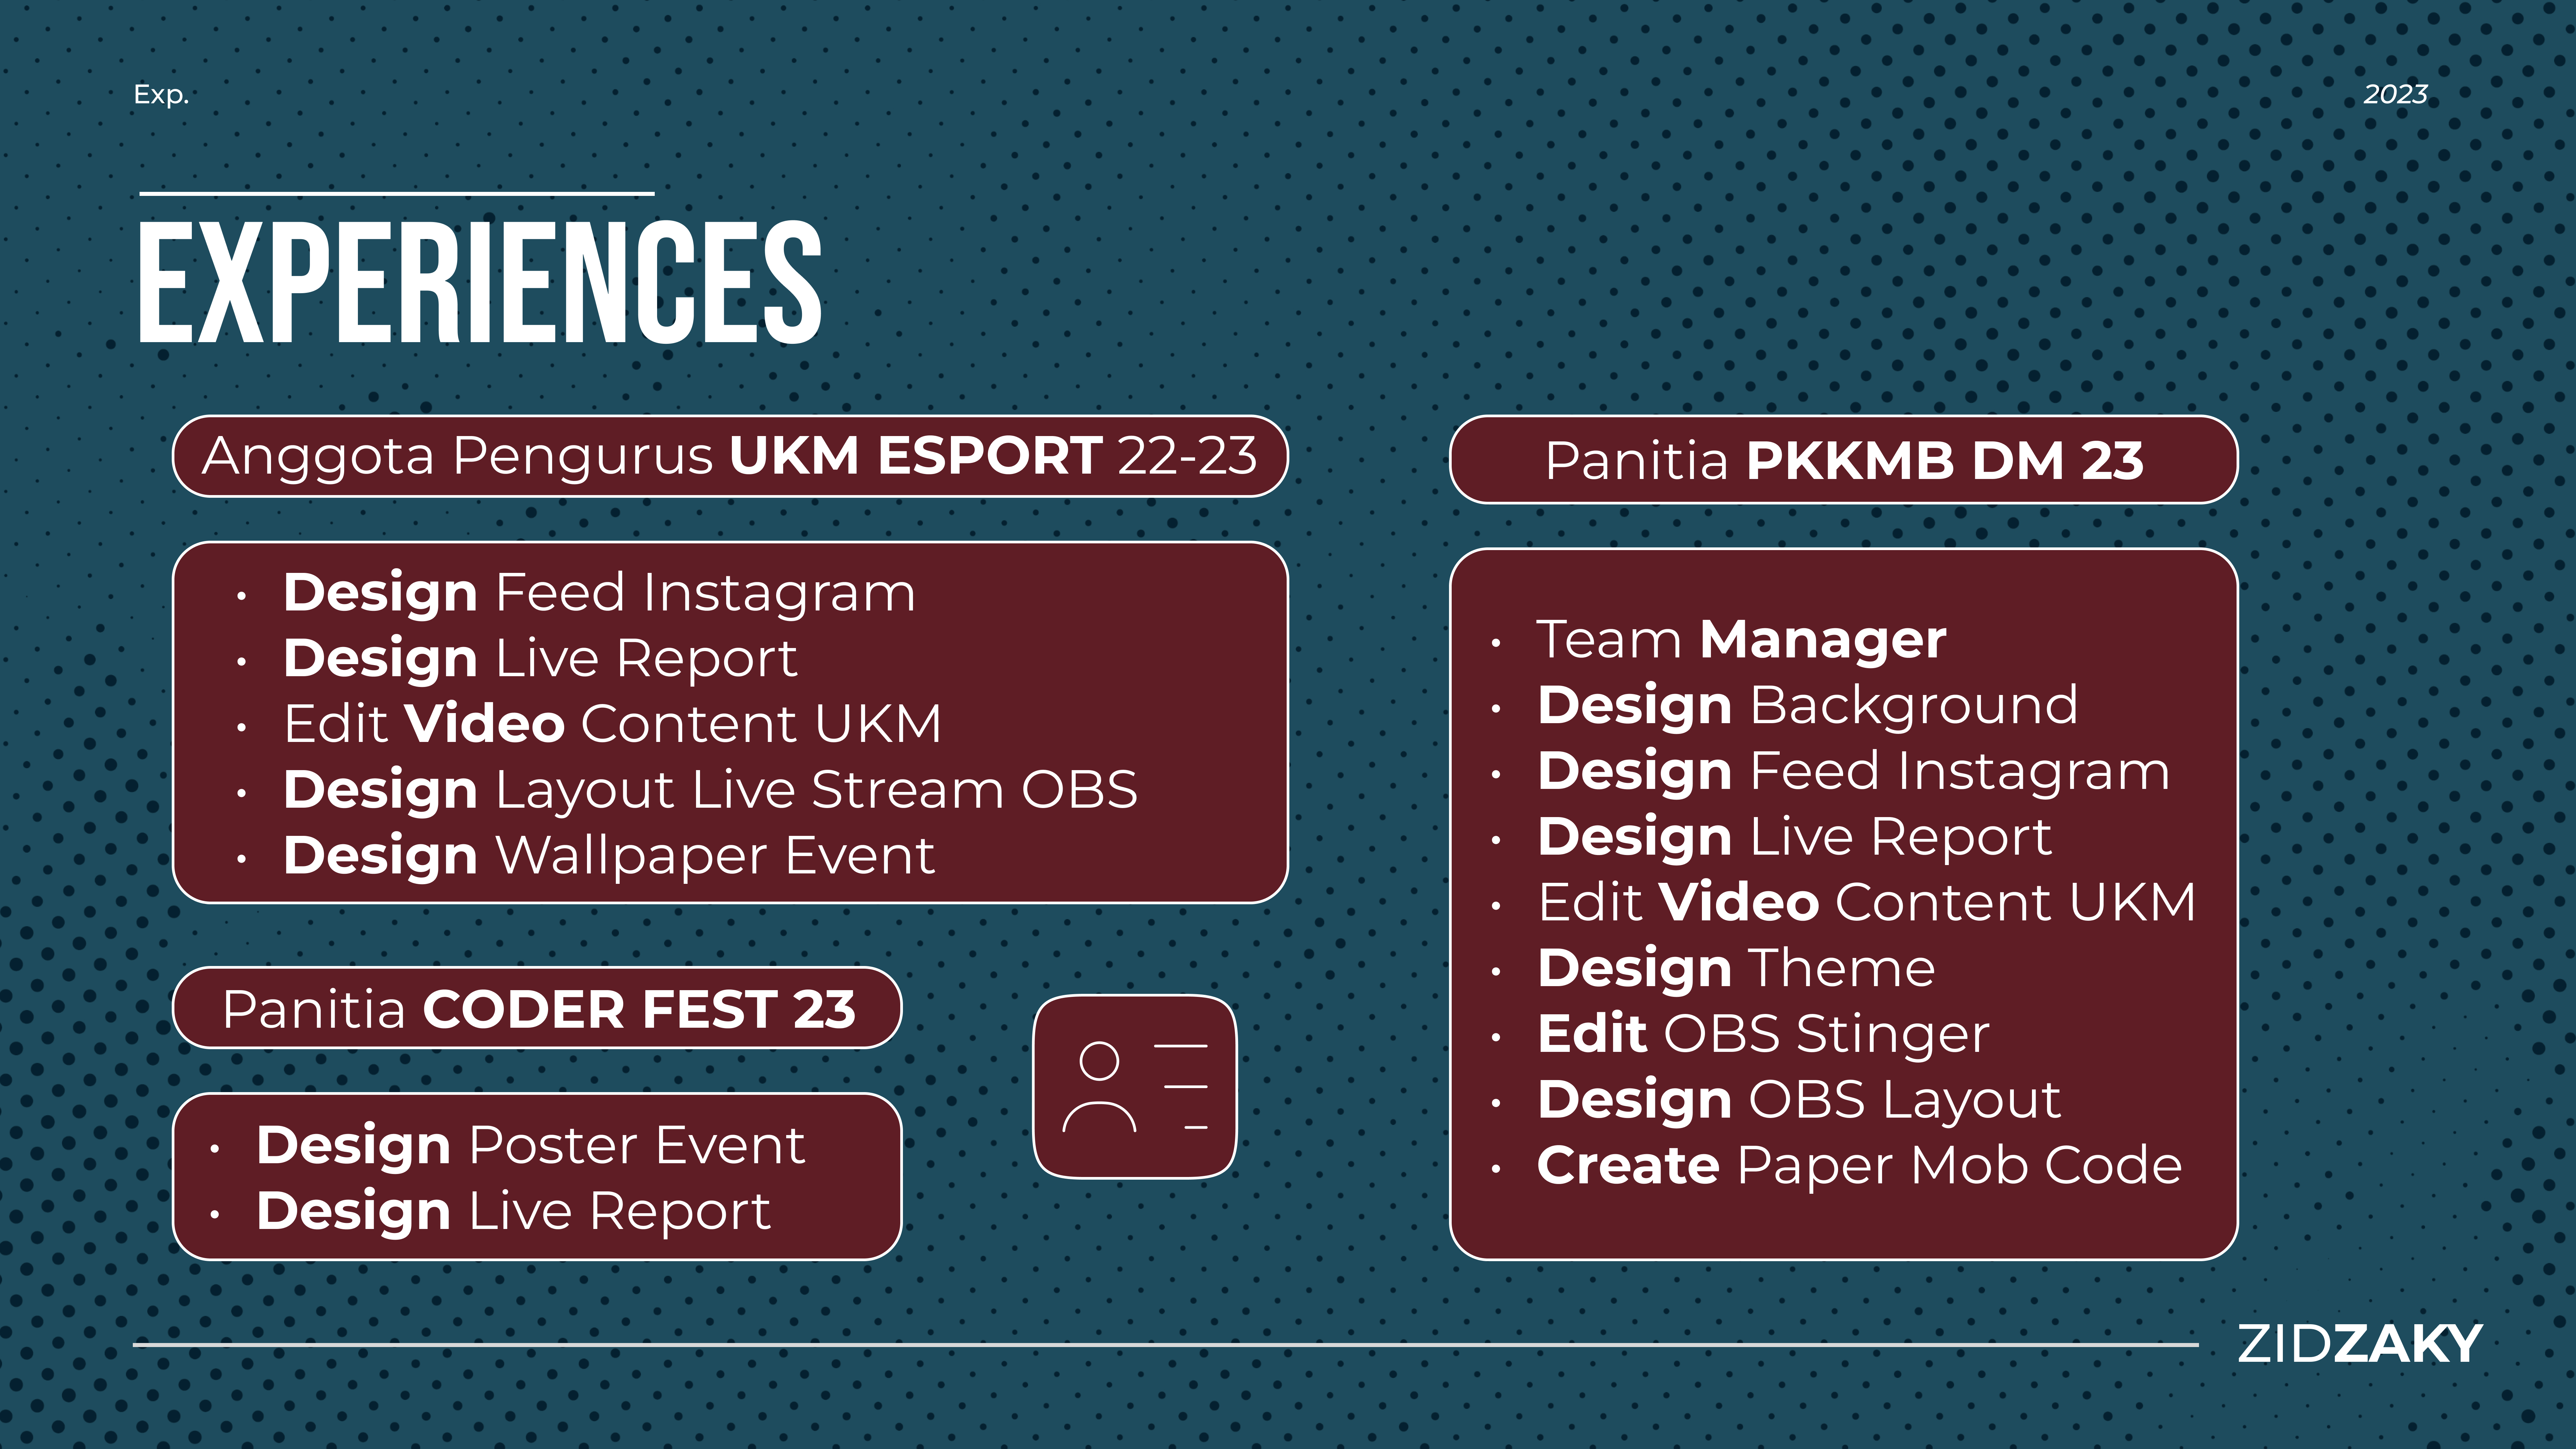 Exp.
2023
EXPERIENCES
Anggota Pengurus UKM ESPORT 22-23
• Design Feed Instagram
• Design Live Report
• Edit Video Content UKM
• Design Layout Live Stream OBS
• Design Wallpaper Event
Panitia CODER FEST 23
• Design Poster Event
• Design Live Report
Panitia PKKMB DM 23
• Team Manager
• Design Background
• Design Feed Instagram
• Design Live Report
• Edit Video Content UKM
• Design Theme
• Edit OBS Stinger
• Design OBS Layout
• Create Paper Mob Code
ZIDZAKY